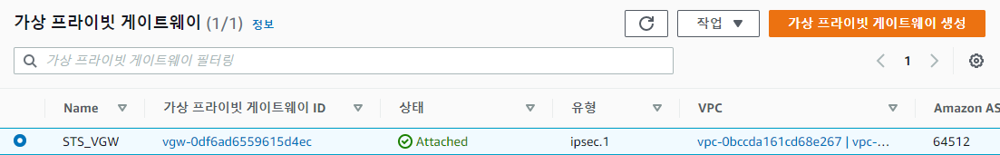 가상 프라이빗 게이트웨이 (1/1) 정보
작업 ▼
가상 프라이빗 게이트웨이 생성
가상 프라이빗 게이트웨이 필터링
1
Name 가상 프라이빗 게이트웨이 ID 상태 유형 VPC Amazon AS
STS_VGW vgw-0df6ad6559615d4ec Attached ipsec.1 vpc-0bccda161cd68e267 | vpc-… 64512